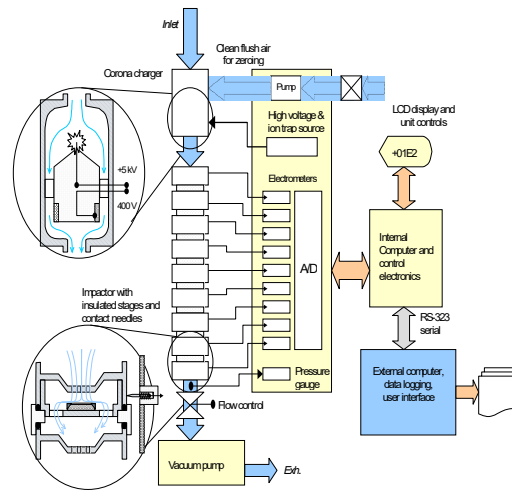 Inlet
Clean flush air
for zeroing
Corona charger
Pump
LCD display and
unit controls
High voltage &
ion trap source
+01E2
+5 kV
400 V
Electrometers
A/D
Internal
Computer and
control
electronics
Impactor with
insulated stages and
contact needles
RS-323
serial
Pressure
gauge
External computer,
data logging,
user interface
Flow control
Vacuum pump
Exh.